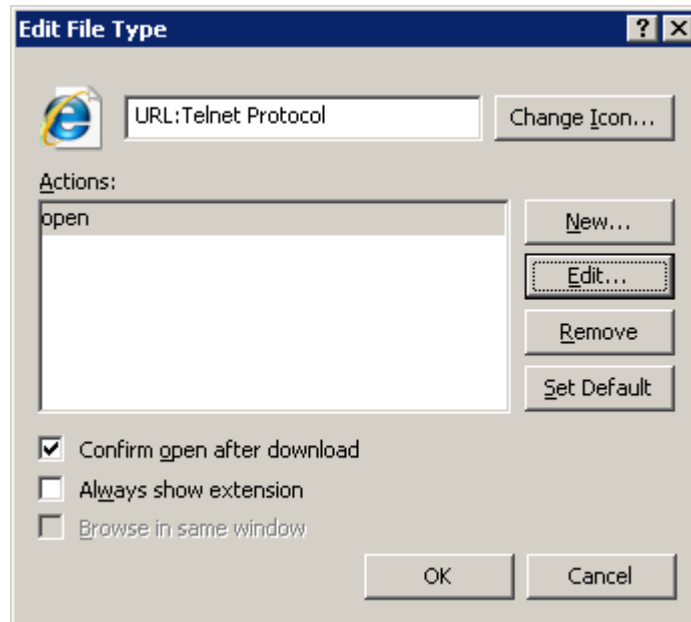 Edit File Type
URL:Telnet Protocol
Change Icon...
Actions:
open
New...
Edit...
Remove
Set Default
Confirm open after download
Always show extension
Browse in same window
OK
Cancel